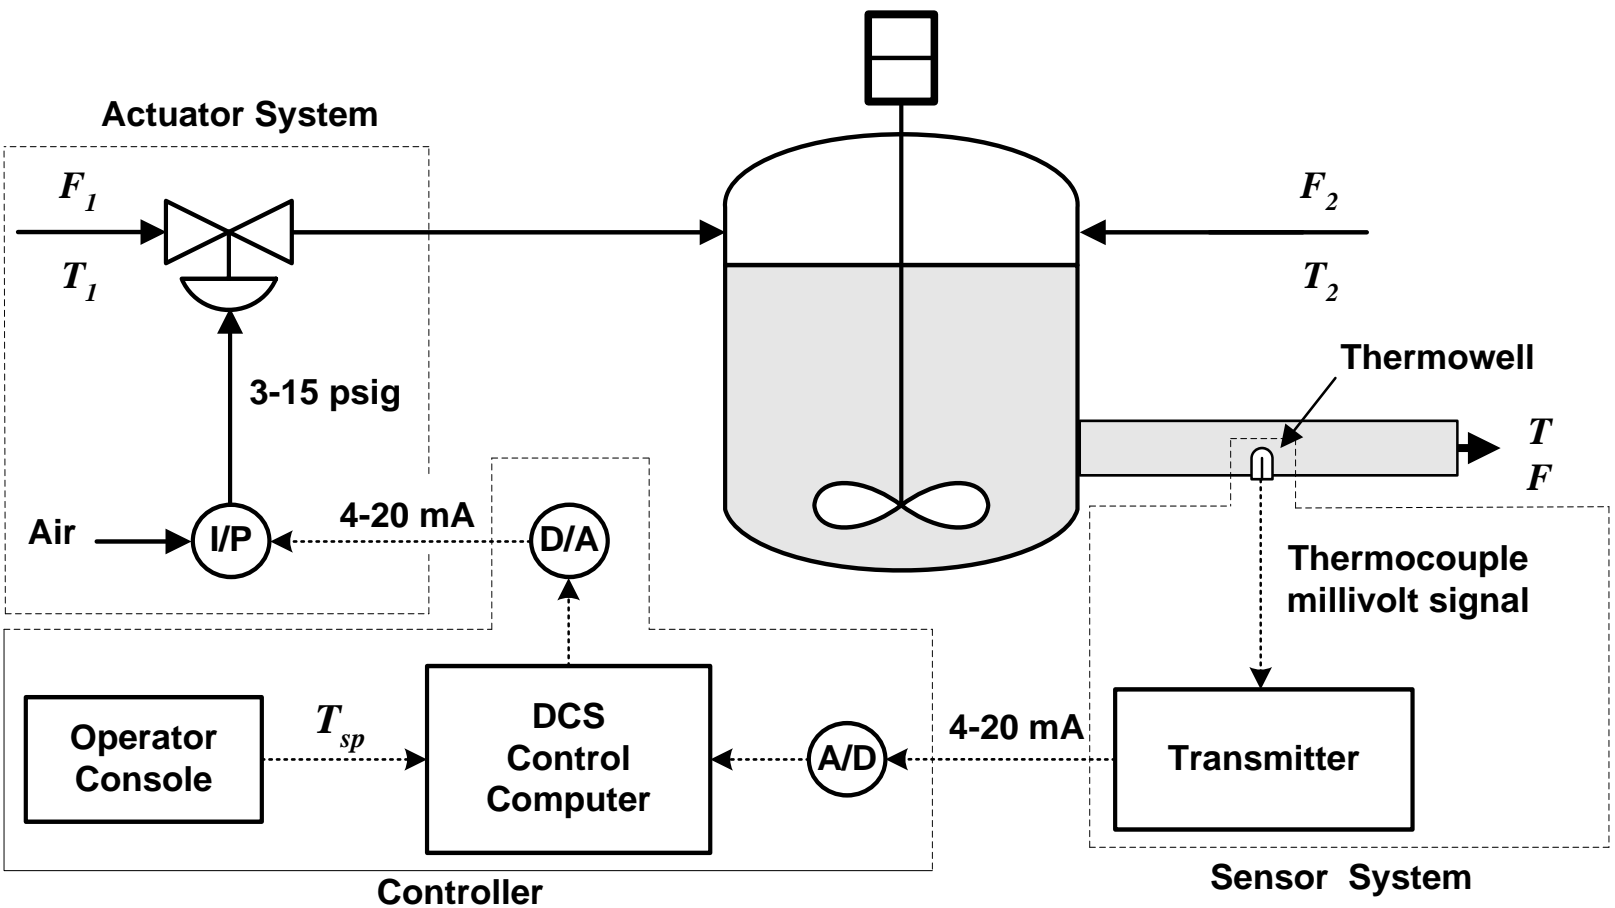 Actuator System
F1
T1
F2
T2
3-15 psig
Thermowell
T
F
Air
I/P
4-20 mA
D/A
Thermocouple
millivolt signal
Operator
Console
Tsp
DCS
Control
Computer
A/D
4-20 mA
Transmitter
Controller
Sensor System